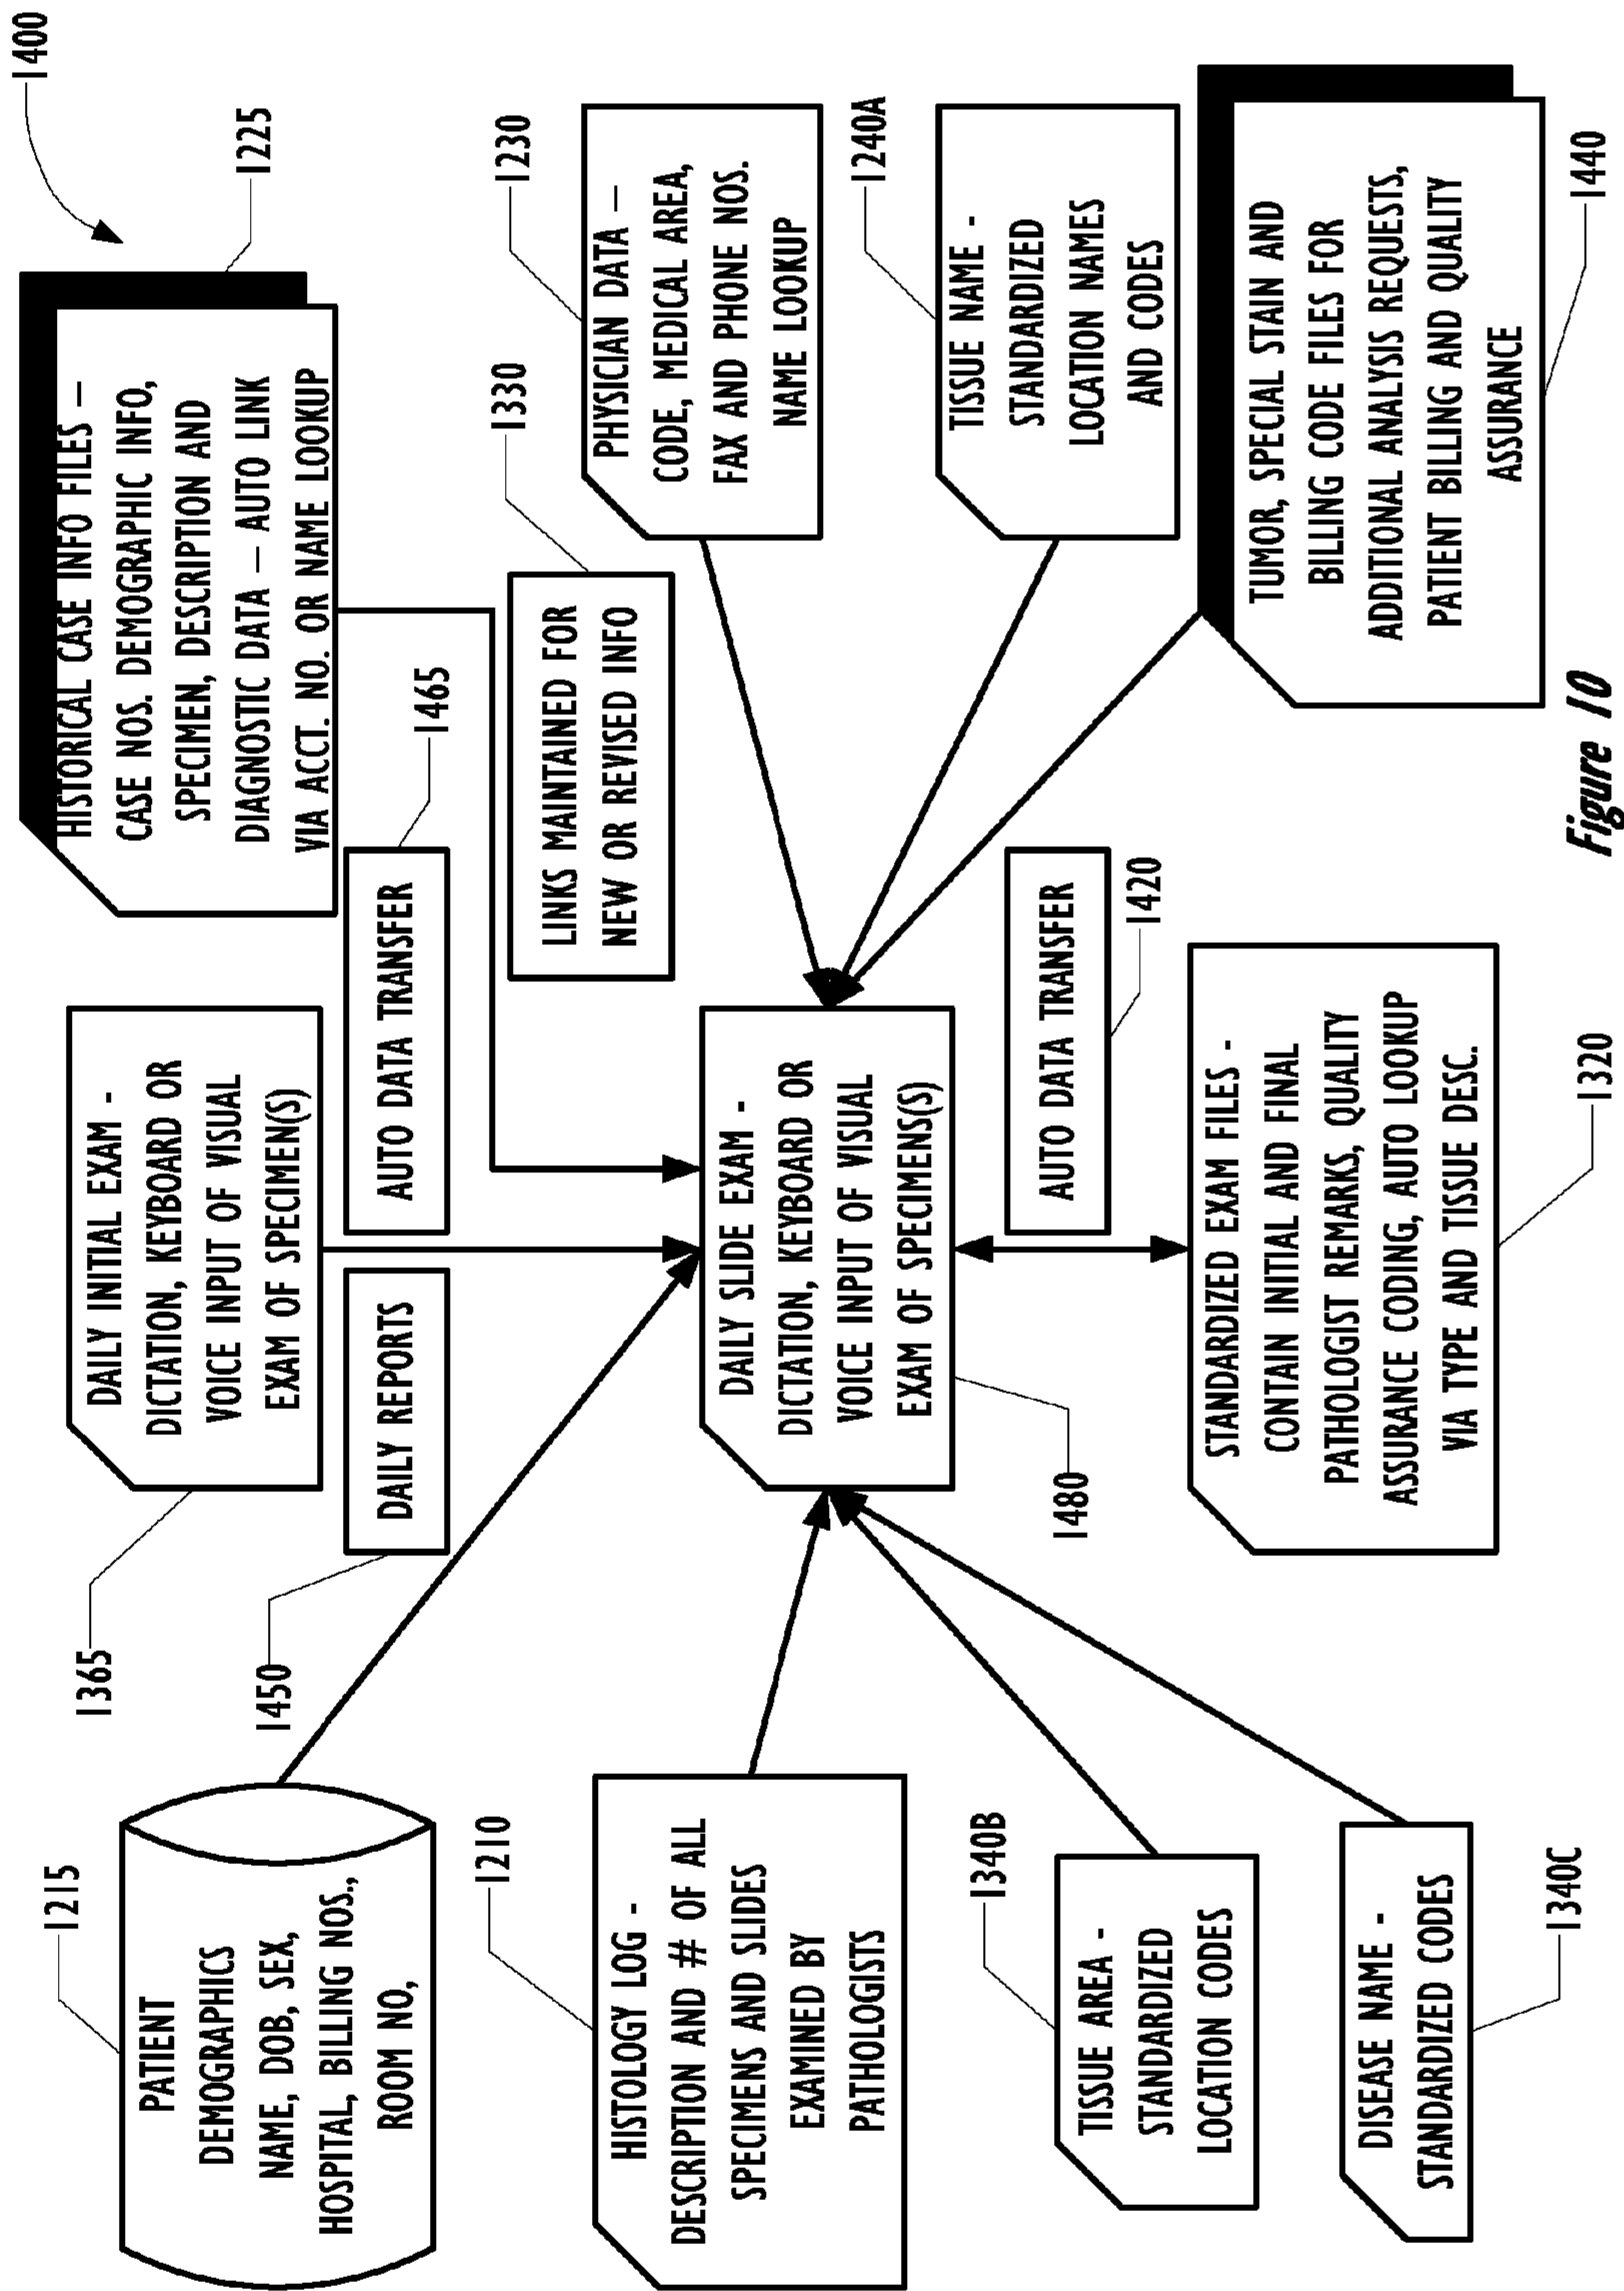 1400
1215
PATIENT
DEMOGRAPHICS
NAME, DOB, SEX,
HOSPITAL, BILLING NOS.,
ROOM NO,
1365
DAILY INITIAL EXAM -
DICTATION, KEYBOARD OR
VOICE INPUT OF VISUAL
EXAM OF SPECIMEN(S)
1225
HISTORICAL CASE INFO FILES –
CASE NOS. DEMOGRAPHIC INFO,
SPECIMEN, DESCRIPTION AND
DIAGNOSTIC DATA – AUTO LINK
VIA ACCT. NO. OR NAME LOOKUP
1450
DAILY REPORTS
AUTO DATA TRANSFER
1465
1330
LINKS MAINTAINED FOR
NEW OR REVISED INFO
1210
HISTOLOGY LOG -
DESCRIPTION AND # OF ALL
SPECIMENS AND SLIDES
EXAMINED BY
PATHOLOGISTS
DAILY SLIDE EXAM -
DICTATION, KEYBOARD OR
VOICE INPUT OF VISUAL
EXAM OF SPECIMENS(S)
1480
1230
PHYSICIAN DATA –
CODE, MEDICAL AREA,
FAX AND PHONE NOS.
NAME LOOKUP
1340B
TISSUE AREA -
STANDARDIZED
LOCATION CODES
AUTO DATA TRANSFER
1420
1240A
TISSUE NAME -
STANDARDIZED
LOCATION NAMES
AND CODES
DISEASE NAME -
STANDARDIZED CODES
1340C
STANDARDIZED EXAM FILES -
CONTAIN INITIAL AND FINAL
PATHOLOGIST REMARKS, QUALITY
ASSURANCE CODING, AUTO LOOKUP
VIA TYPE AND TISSUE DESC.
1320
TUMOR, SPECIAL STAIN AND
BILLING CODE FILES FOR
ADDITIONAL ANALYSIS REQUESTS,
PATIENT BILLING AND QUALITY
ASSURANCE
1440
Figure 10